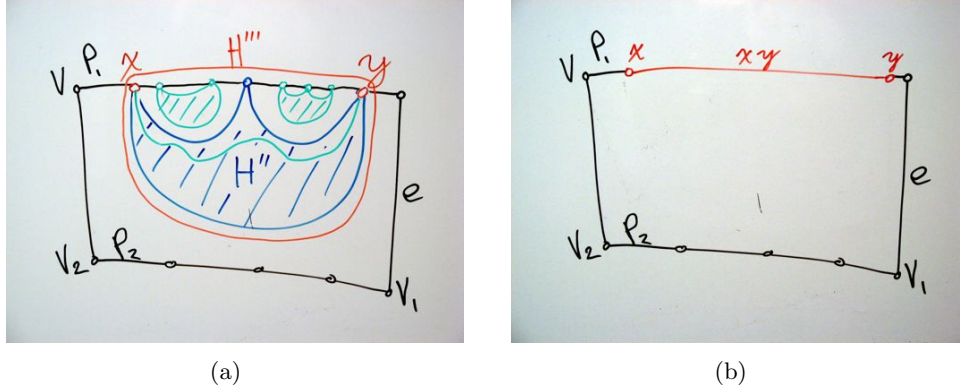 H'''
V P₁ x y
H''
e
V₂ P₂
V₁
(a)
P₁ x xy y
V
e
V₂ P₂
V₁
(b)